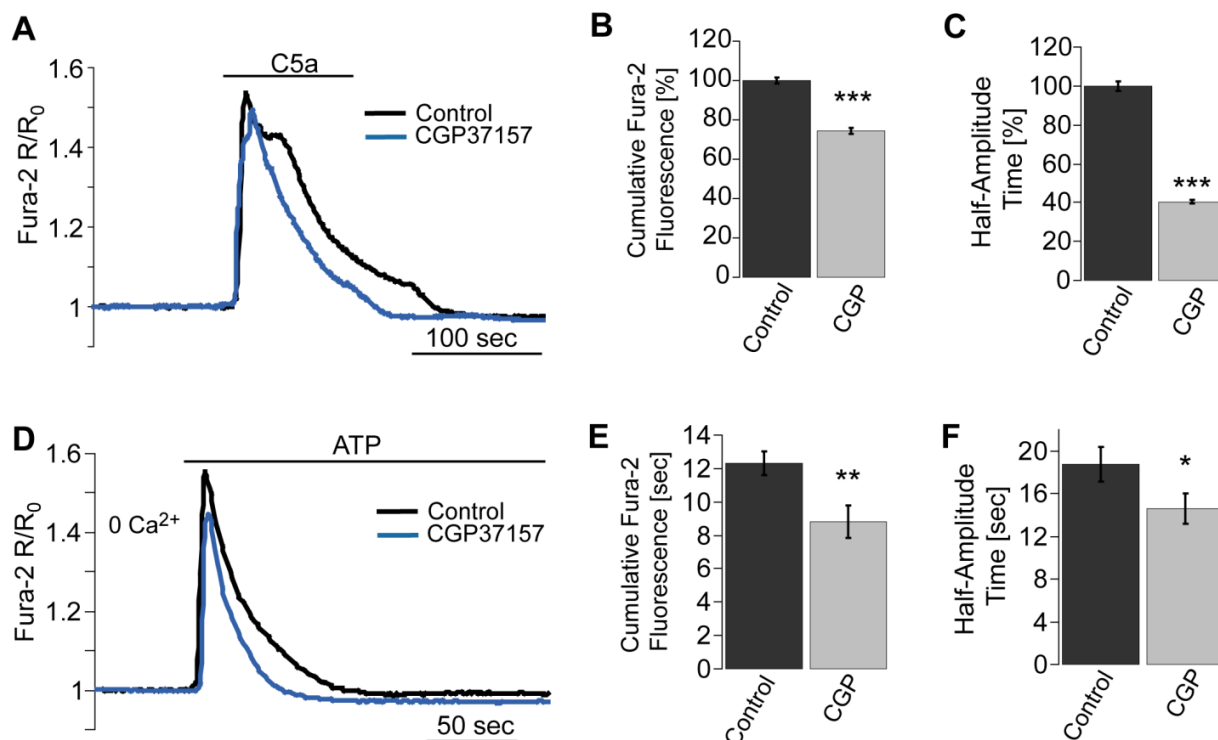 A
C5a
1.6
1.4
1.2
1
Fura-2 R/R0
Control
CGP37157
100 sec
B
120
100
80
60
40
20
0
Cumulative Fura-2
Fluorescence [%]
***
Control
CGP
C
120
100
80
60
40
20
0
Half-Amplitude
Time [%]
***
Control
CGP
D
ATP
1.6
1.4
1.2
1
Fura-2 R/R0
0 Ca2+
Control
CGP37157
50 sec
E
14
12
10
8
6
4
2
0
Cumulative Fura-2
Fluorescence [sec]
**
Control
CGP
F
20
16
12
8
4
0
Half-Amplitude
Time [sec]
*
Control
CGP